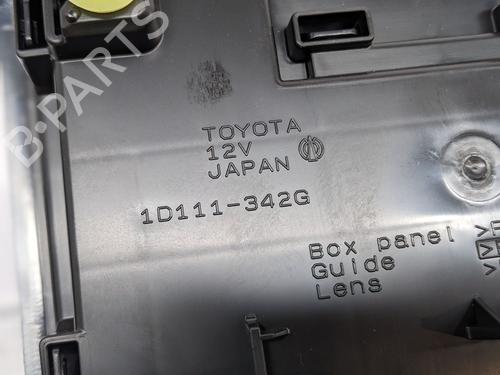 B-PARTS
TOYOTA
12V
JAPAN
1D111-342G
Box panel
Guide
Lens